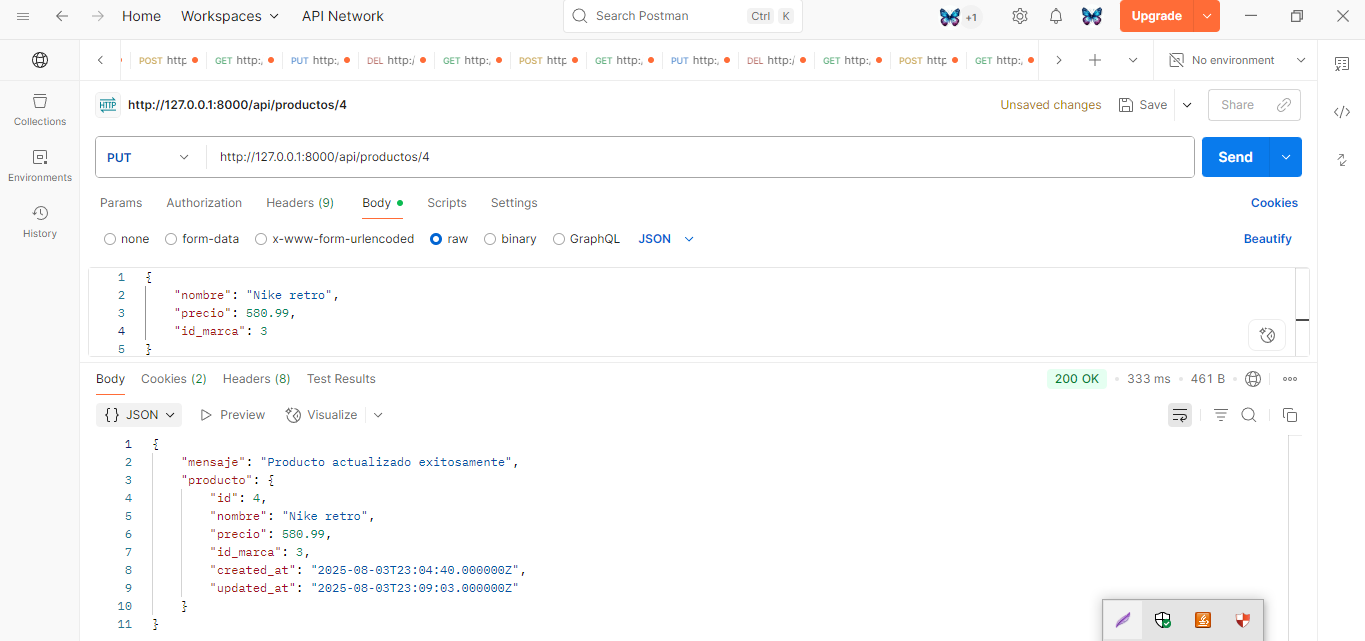 Home Workspaces API Network Search Postman Ctrl K +1 Upgrade
POST http GET http:, PUT http:, DEL http:/ GET http:, POST http GET http:, PUT http:, DEL http:/ GET http:, POST http: GET http:, No environment
HTTP http://127.0.0.1:8000/api/productos/4 Unsaved changes Save Share
Collections
PUT http://127.0.0.1:8000/api/productos/4 Send
Environments
Params Authorization Headers (9) Body Scripts Settings Cookies
History
none form-data x-www-form-urlencoded raw binary GraphQL JSON Beautify
1 {
2 "nombre": "Nike retro",
3 "precio": 580.99,
4 "id_marca": 3
5 }
Body Cookies (2) Headers (8) Test Results 200 OK 333 ms 461 B
{} JSON Preview Visualize
1 {
2 "mensaje": "Producto actualizado exitosamente",
3 "producto": {
4 "id": 4,
5 "nombre": "Nike retro",
6 "precio": 580.99,
7 "id_marca": 3,
8 "created_at": "2025-08-03T23:04:40.000000Z",
9 "updated_at": "2025-08-03T23:09:03.000000Z"
10 }
11 }